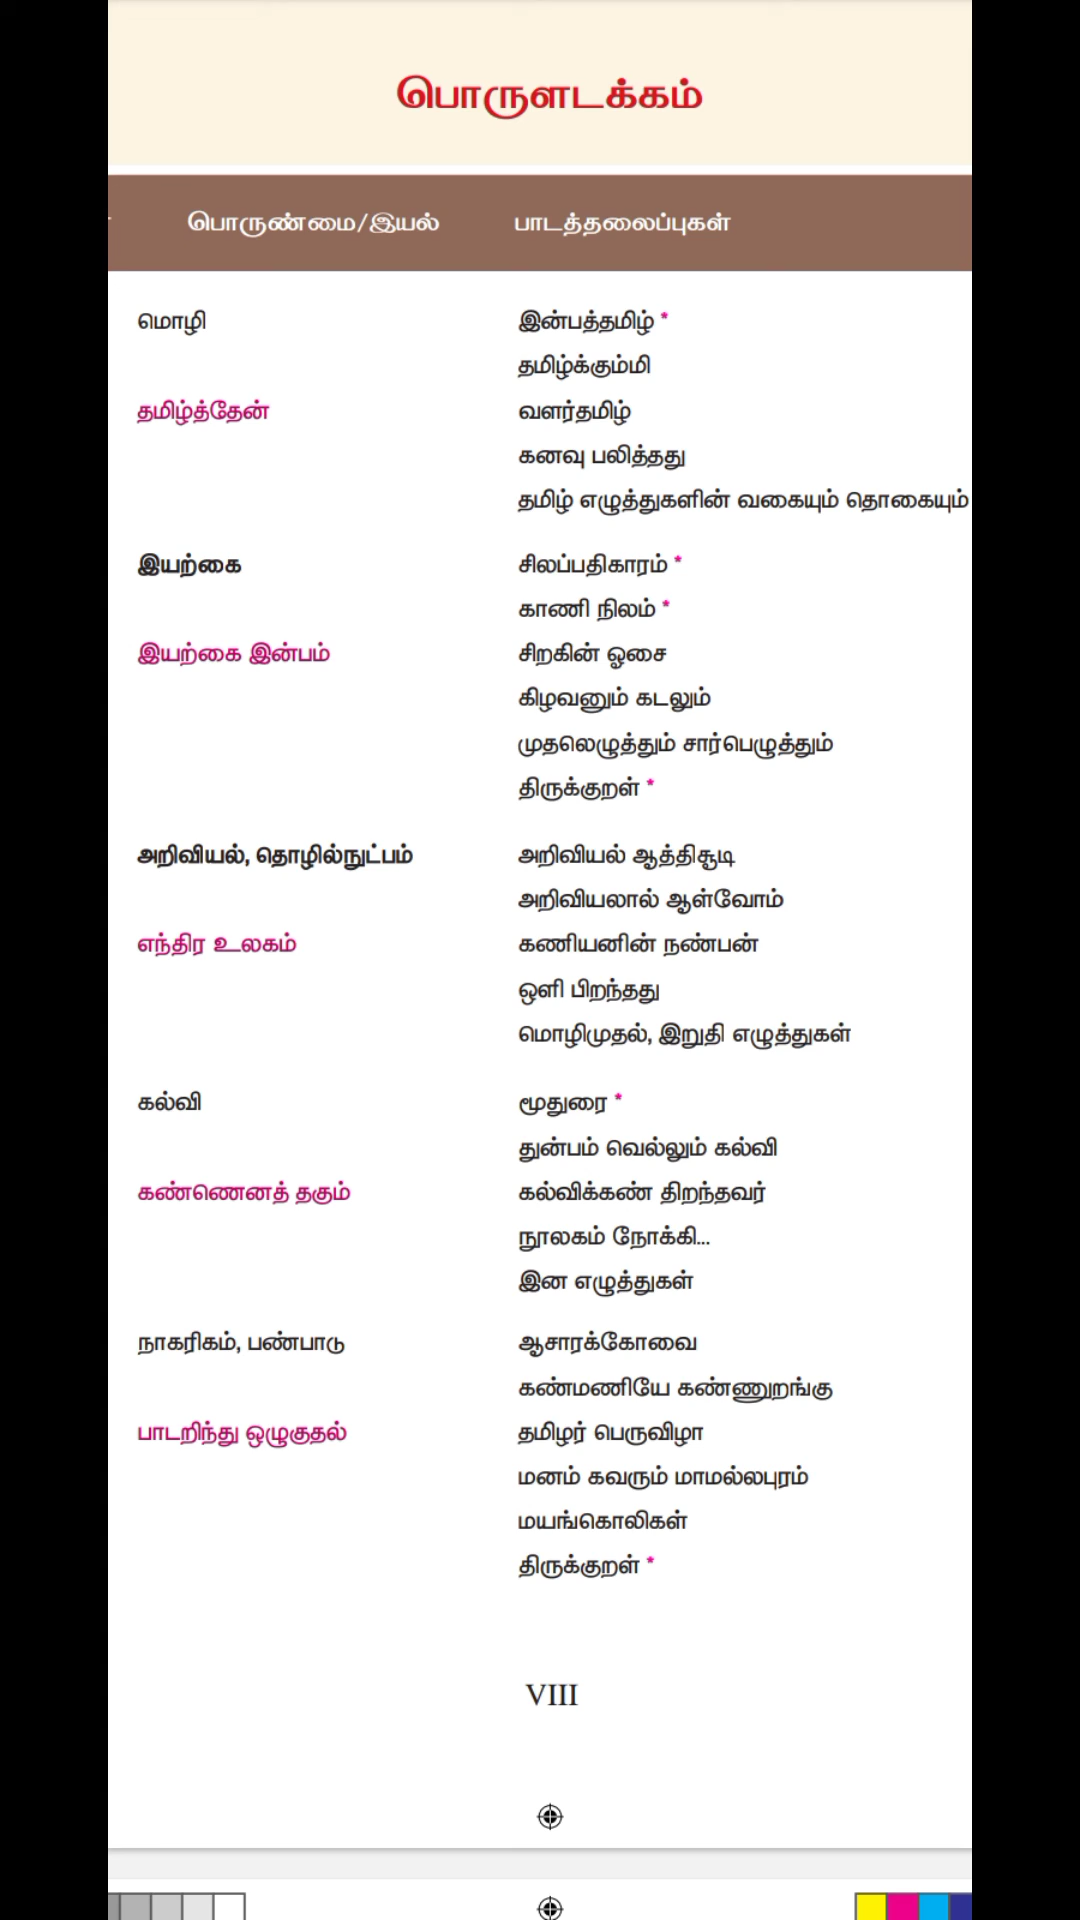 பொருளடக்கம்
பொருண்மை/இயல் பாடத்தலைப்புகள்
மொழி இன்பத்தமிழ் *
தமிழ்க்கும்மி
தமிழ்த்தேன் வளர்தமிழ்
கனவு பலித்தது
தமிழ் எழுத்துகளின் வகையும் தொகையும்
இயற்கை சிலப்பதிகாரம் *
காணி நிலம் *
இயற்கை இன்பம் சிறகின் ஓசை
கிழவனும் கடலும்
முதலெழுத்தும் சார்பெழுத்தும்
திருக்குறள் *
அறிவியல், தொழில்நுட்பம் அறிவியல் ஆத்திசூடி
அறிவியலால் ஆள்வோம்
எந்திர உலகம் கணியனின் நண்பன்
ஒளி பிறந்தது
மொழிமுதல், இறுதி எழுத்துகள்
கல்வி மூதுரை *
துன்பம் வெல்லும் கல்வி
கண்ணெனத் தகும் கல்விக்கண் திறந்தவர்
நூலகம் நோக்கி...
இன எழுத்துகள்
நாகரிகம், பண்பாடு ஆசாரக்கோவை
கண்மணியே கண்ணுறங்கு
பாடறிந்து ஒழுகுதல் தமிழர் பெருவிழா
மனம் கவரும் மாமல்லபுரம்
மயங்கொலிகள்
திருக்குறள் *
VIII